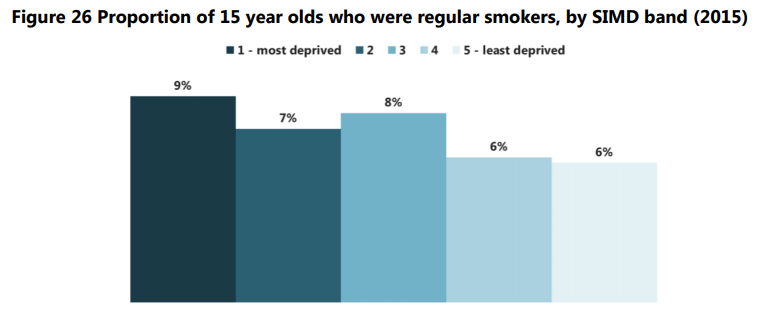 Figure 26 Proportion of 15 year olds who were regular smokers, by SIMD band (2015)
1 - most deprived 2 3 4 5 - least deprived
9%
7%
8%
6%
6%